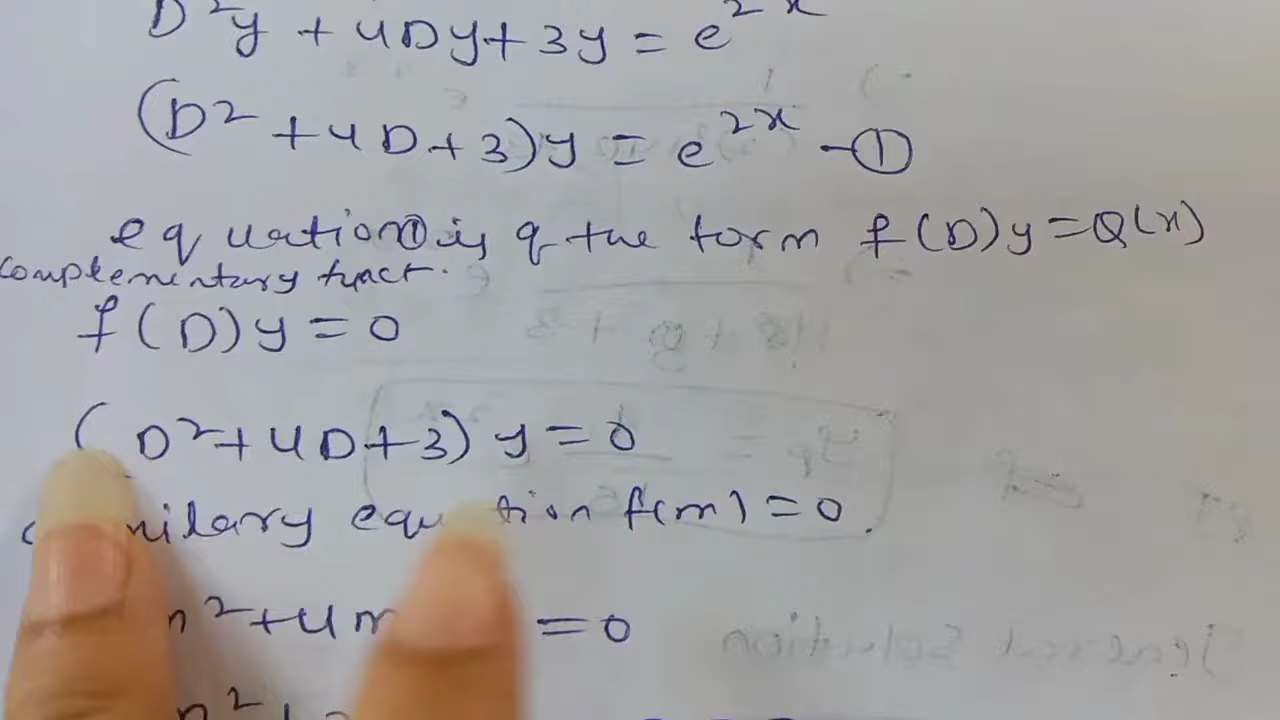 D²y + 4Dy + 3y = e²ˣ
(D² + 4D + 3)y = e²ˣ —①
equation① is of the form f(D)y = Q(x)
complementary funct.
f(D)y = 0
(D² + 4D + 3) y = 0
equation f(m) = 0.
m² + 4m = 0